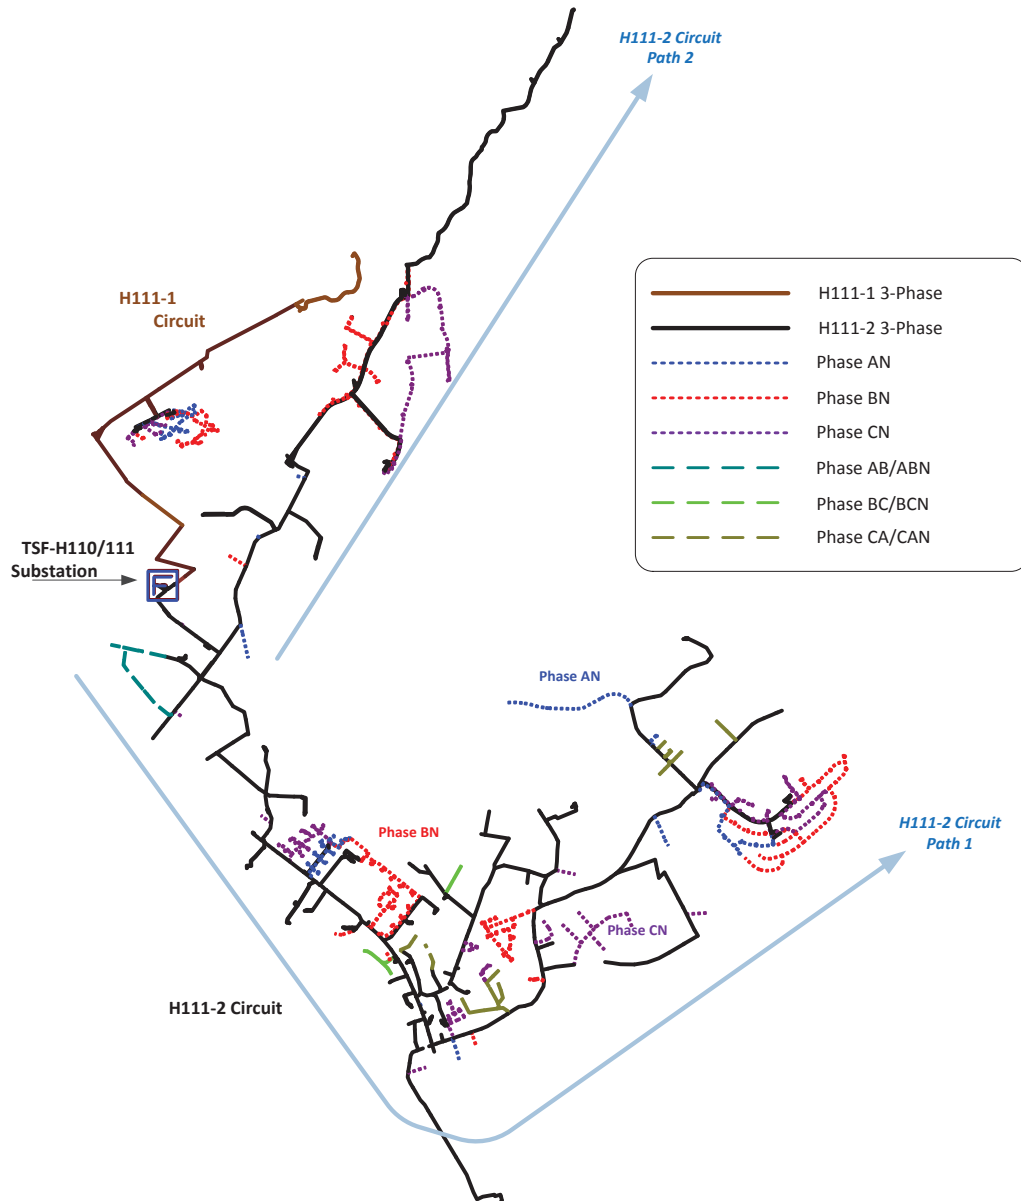 H111-2 Circuit
Path 2
H111-1
Circuit
H111-1 3-Phase
H111-2 3-Phase
Phase AN
Phase BN
Phase CN
Phase AB/ABN
Phase BC/BCN
Phase CA/CAN
TSF-H110/111
Substation
Phase AN
Phase BN
H111-2 Circuit
Path 1
Phase CN
H111-2 Circuit